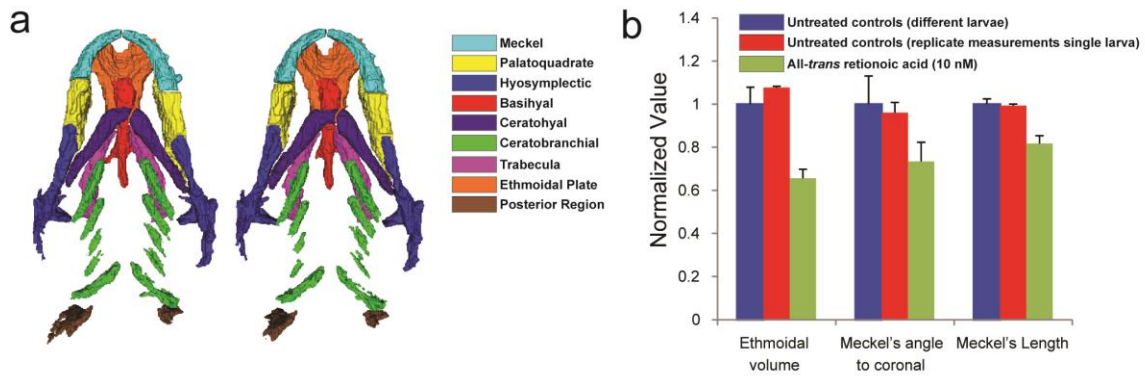 a
Meckel
Palatoquadrate
Hyosymplectic
Basihyal
Ceratohyal
Ceratobranchial
Trabecula
Ethmoidal Plate
Posterior Region
b
Untreated controls (different larvae)
Untreated controls (replicate measurements single larva)
All-trans retionoic acid (10 nM)
Normalized Value
1.4
1.2
1
0.8
0.6
0.4
0.2
0
Ethmoidal
volume
Meckel's angle
to coronal
Meckel's Length